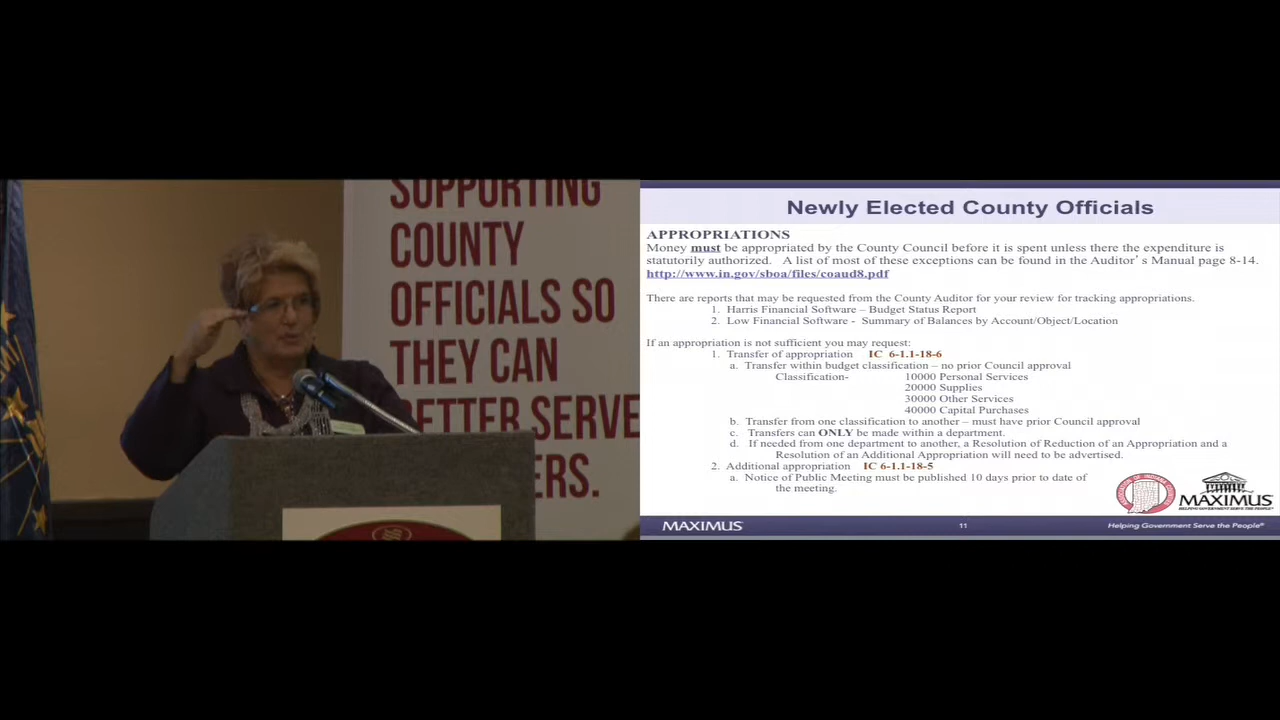 SUPPORTING
COUNTY
OFFICIALS SO
THEY CAN
BETTER SERVE
ERS.
Newly Elected County Officials
APPROPRIATIONS
Money must be appropriated by the County Council before it is spent unless there the expenditure is
statutorily authorized. A list of most of these exceptions can be found in the Auditor's Manual page 8-14.
http://www.in.gov/sboa/files/coaud8.pdf
There are reports that may be requested from the County Auditor for your review for tracking appropriations.
1. Harris Financial Software – Budget Status Report
2. Low Financial Software - Summary of Balances by Account/Object/Location
If an appropriation is not sufficient you may request:
1. Transfer of appropriation IC 6-1.1-18-6
a. Transfer within budget classification – no prior Council approval
Classification- 10000 Personal Services
20000 Supplies
30000 Other Services
40000 Capital Purchases
b. Transfer from one classification to another – must have prior Council approval
c. Transfers can ONLY be made within a department.
d. If needed from one department to another, a Resolution of Reduction of an Appropriation and a
Resolution of an Additional Appropriation will need to be advertised.
2. Additional appropriation IC 6-1.1-18-5
a. Notice of Public Meeting must be published 10 days prior to date of
the meeting.
MAXIMUS
HELPING GOVERNMENT SERVE THE PEOPLE
MAXIMUS
11
Helping Government Serve the People®